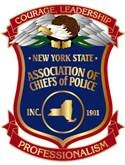 COURAGE, LEADERSHIP
• NEW YORK STATE •
ASSOCIATION OF
CHIEFS OF POLICE
INC. 1901
PROFESSIONALISM